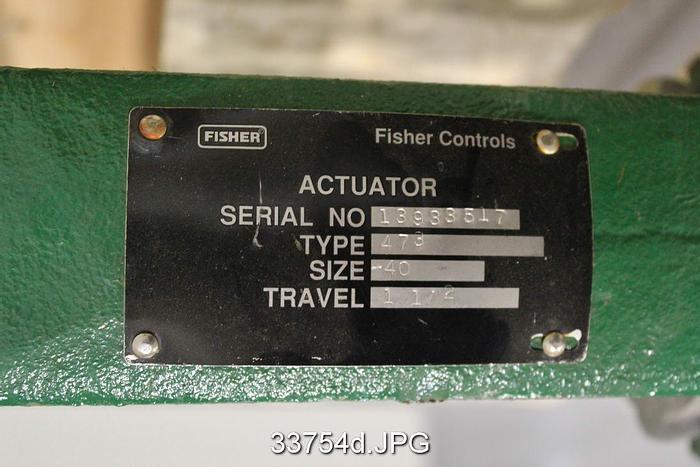 FISHER
Fisher Controls
ACTUATOR
SERIAL NO 13933517
TYPE 473
SIZE 40
TRAVEL 1 1/2
33754d.JPG